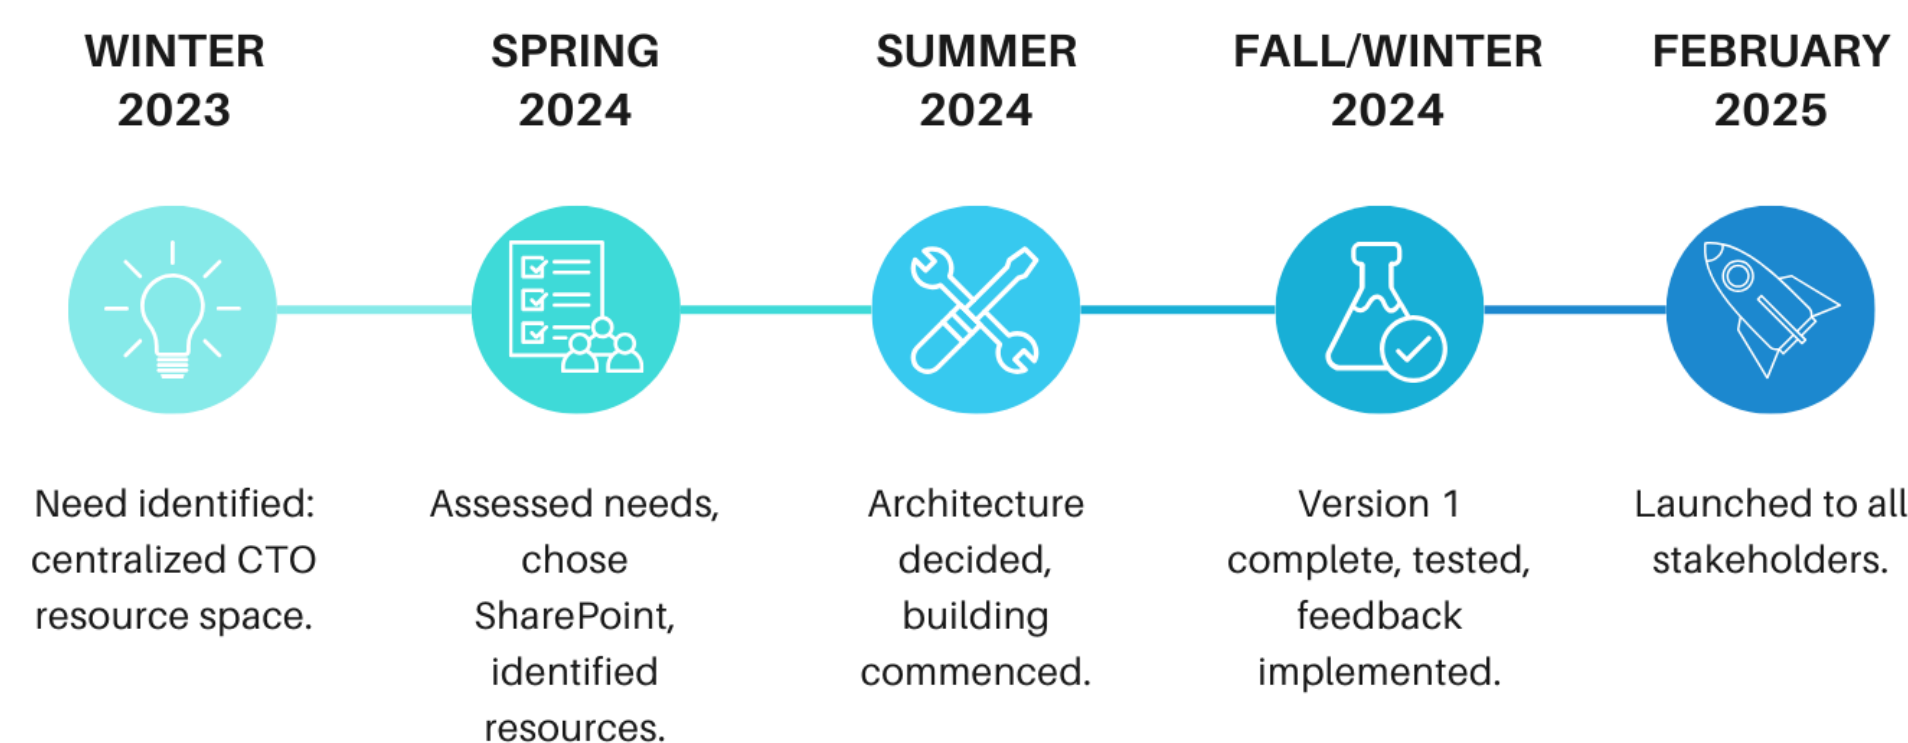 WINTER
2023
Need identified:
centralized CTO
resource space.
SPRING
2024
Assessed needs,
chose
SharePoint,
identified
resources.
SUMMER
2024
Architecture
decided,
building
commenced.
FALL/WINTER
2024
Version 1
complete, tested,
feedback
implemented.
FEBRUARY
2025
Launched to all
stakeholders.